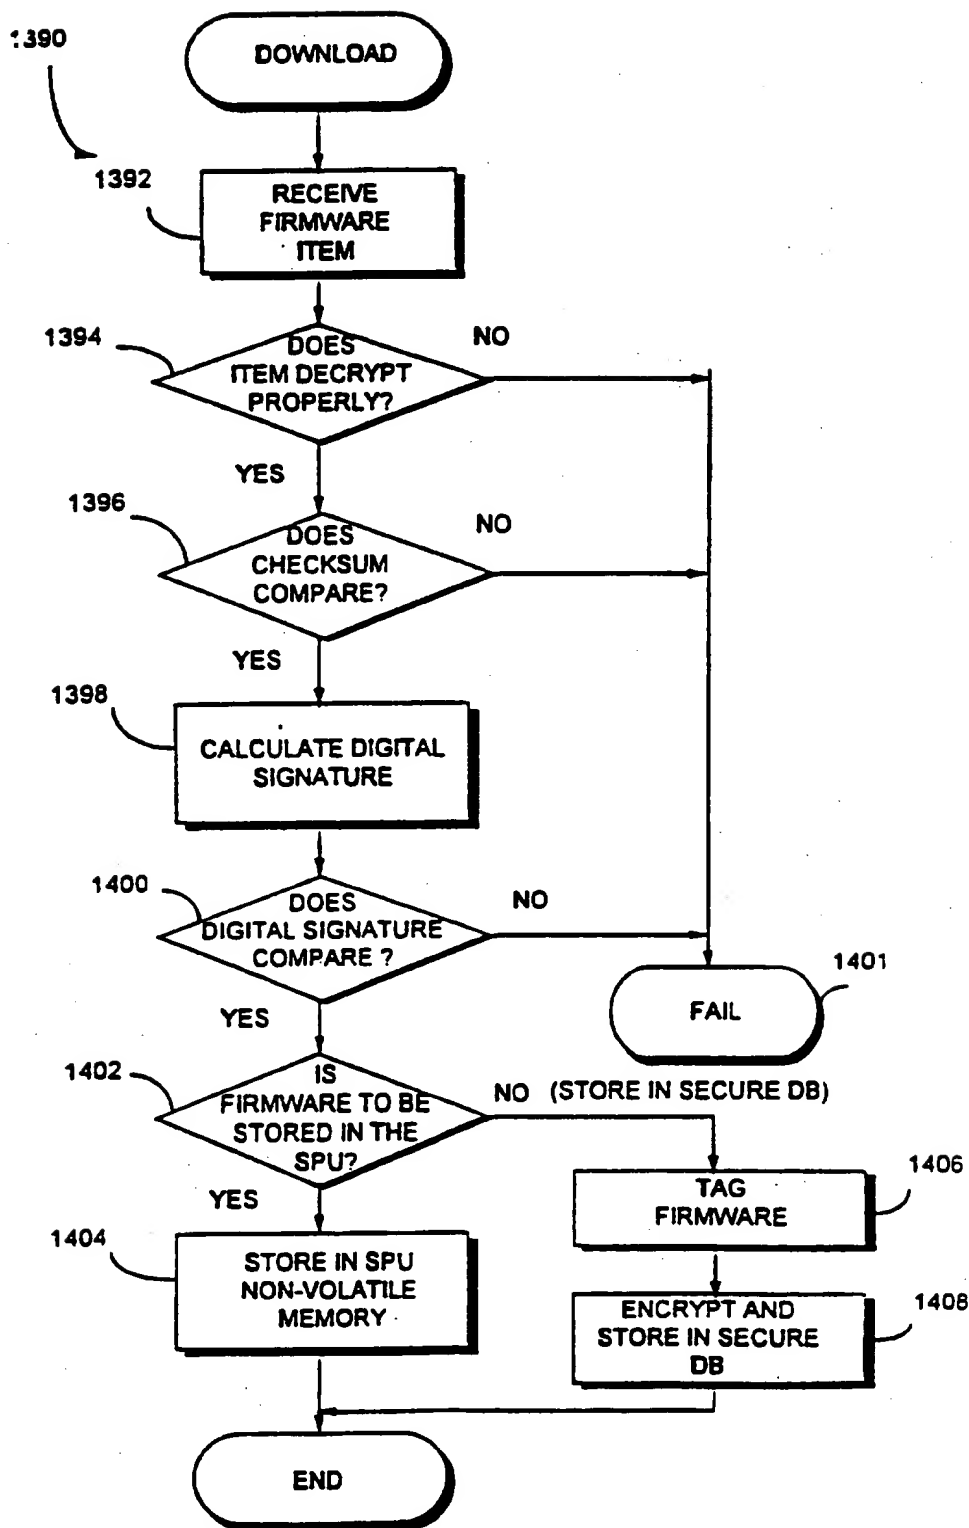 1390
DOWNLOAD
1392
RECEIVE
FIRMWARE
ITEM
1394
DOES
ITEM DECRYPT
PROPERLY?
NO
YES
1396
DOES
CHECKSUM
COMPARE?
NO
YES
1398
CALCULATE DIGITAL
SIGNATURE
1400
DOES
DIGITAL SIGNATURE
COMPARE ?
NO
1401
FAIL
YES
1402
IS
FIRMWARE TO BE
STORED IN THE
SPU?
NO (STORE IN SECURE DB)
YES
1406
TAG
FIRMWARE
1404
STORE IN SPU
NON-VOLATILE
MEMORY
1408
ENCRYPT AND
STORE IN SECURE
DB
END